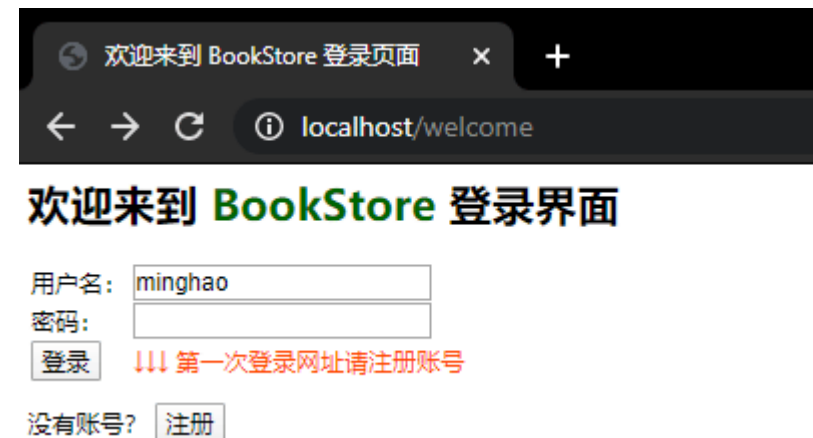 欢迎来到 BookStore 登录页面
localhost/welcome
欢迎来到 BookStore 登录界面
用户名： minghao
密码：
登录 ↓↓↓ 第一次登录网址请注册账号
没有账号？ 注册